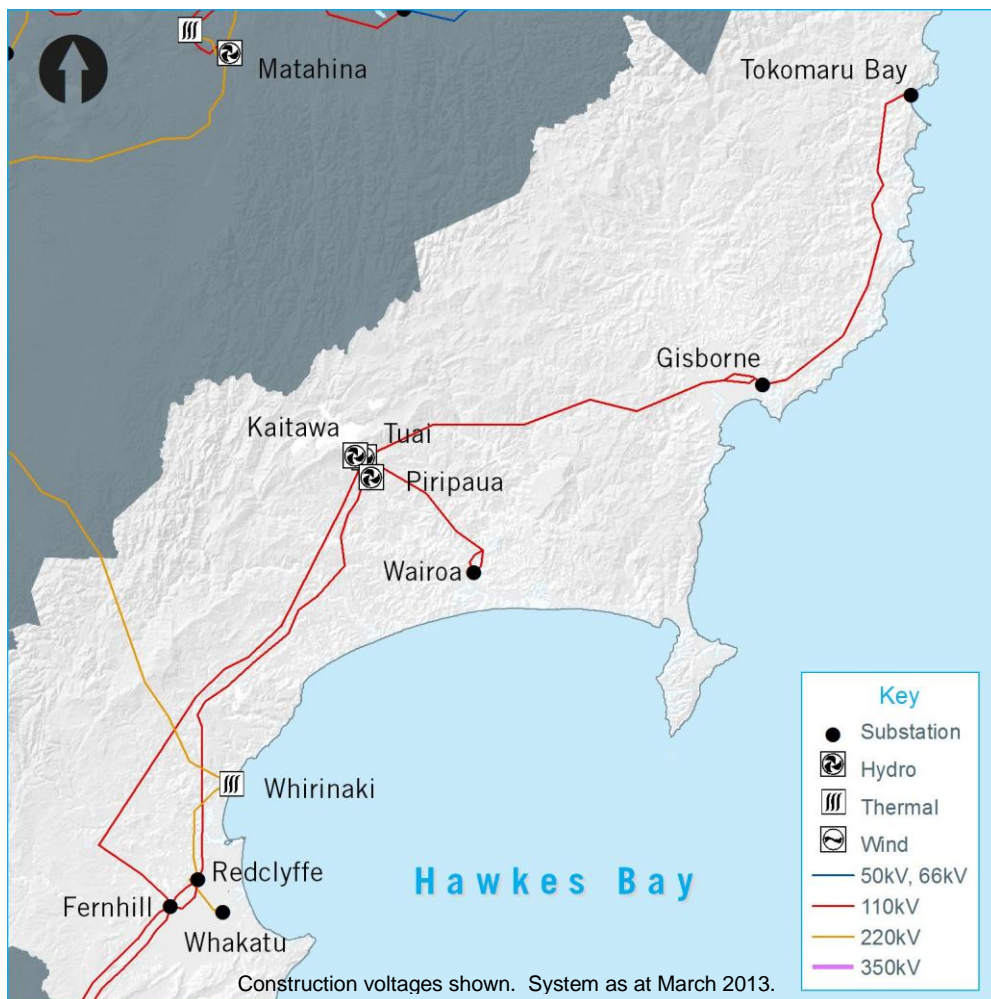 Matahina
Tokomaru Bay
Gisborne
Kaitawa
Tuai
Piripaua
Wairoa
Whirinaki
Redclyffe
Fernhill
Whakatu
Hawkes Bay
Key
Substation
Hydro
Thermal
Wind
50kV, 66kV
110kV
220kV
350kV
Construction voltages shown. System as at March 2013.